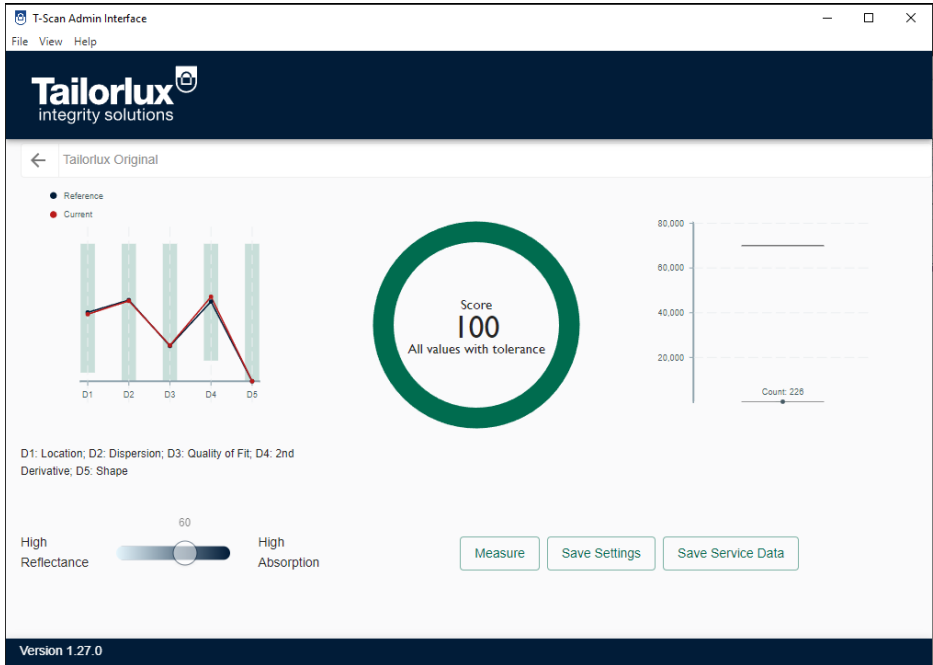 T-Scan Admin Interface
File View Help
Tailorlux
integrity solutions
Tailorlux Original
Reference
Current
D1 D2 D3 D4 D5
Score
100
All values with tolerance
80,000
60,000
40,000
20,000
Count: 226
D1: Location; D2: Dispersion; D3: Quality of Fit; D4: 2nd
Derivative; D5: Shape
60
High
Reflectance
High
Absorption
Measure
Save Settings
Save Service Data
Version 1.27.0